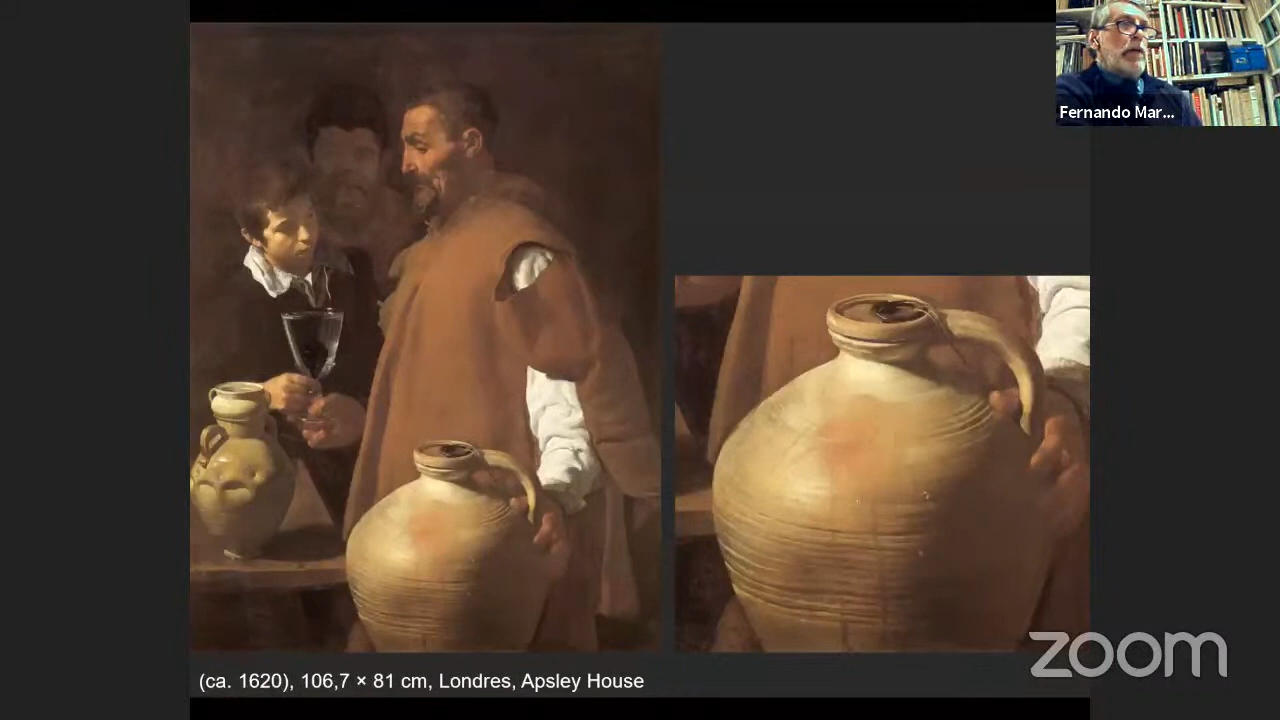 Fernando Mar...
(ca. 1620), 106,7 × 81 cm, Londres, Apsley House
zoom